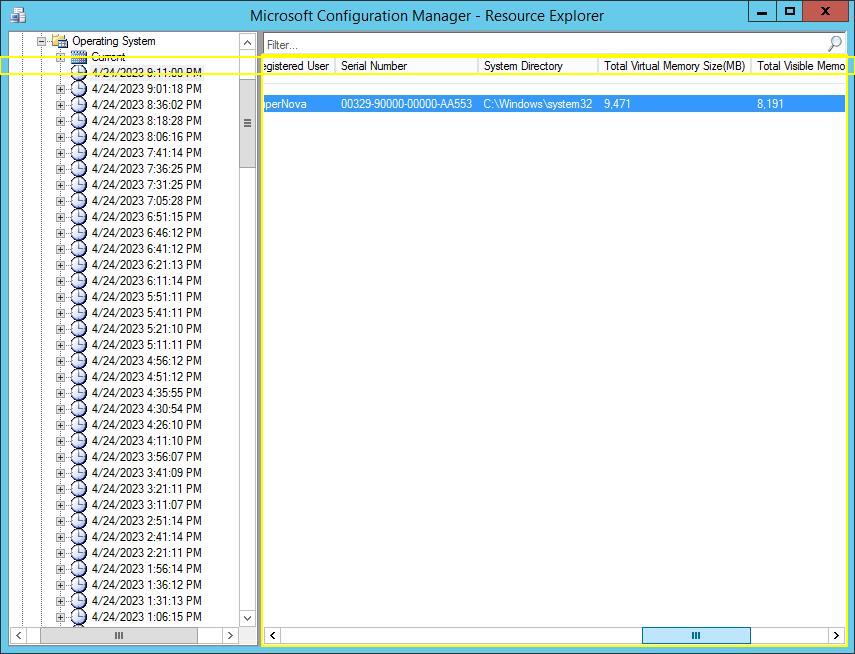 Microsoft Configuration Manager - Resource Explorer
Operating System
Current
4/24/2023 9:11:00 PM
4/24/2023 9:01:18 PM
4/24/2023 8:36:02 PM
4/24/2023 8:18:28 PM
4/24/2023 8:06:16 PM
4/24/2023 7:41:14 PM
4/24/2023 7:36:25 PM
4/24/2023 7:31:25 PM
4/24/2023 7:05:28 PM
4/24/2023 6:51:15 PM
4/24/2023 6:46:12 PM
4/24/2023 6:41:12 PM
4/24/2023 6:21:13 PM
4/24/2023 6:11:14 PM
4/24/2023 5:51:11 PM
4/24/2023 5:41:11 PM
4/24/2023 5:21:10 PM
4/24/2023 5:11:11 PM
4/24/2023 4:56:12 PM
4/24/2023 4:51:12 PM
4/24/2023 4:35:55 PM
4/24/2023 4:30:54 PM
4/24/2023 4:26:10 PM
4/24/2023 4:11:10 PM
4/24/2023 3:56:07 PM
4/24/2023 3:41:09 PM
4/24/2023 3:21:11 PM
4/24/2023 3:11:07 PM
4/24/2023 2:51:14 PM
4/24/2023 2:41:14 PM
4/24/2023 2:21:11 PM
4/24/2023 1:56:14 PM
4/24/2023 1:36:12 PM
4/24/2023 1:31:13 PM
4/24/2023 1:06:15 PM
Filter...
egistered User Serial Number System Directory Total Virtual Memory Size(MB) Total Visible Memo
uperNova 00329-90000-00000-AA553 C:\Windows\system32 9,471 8,191